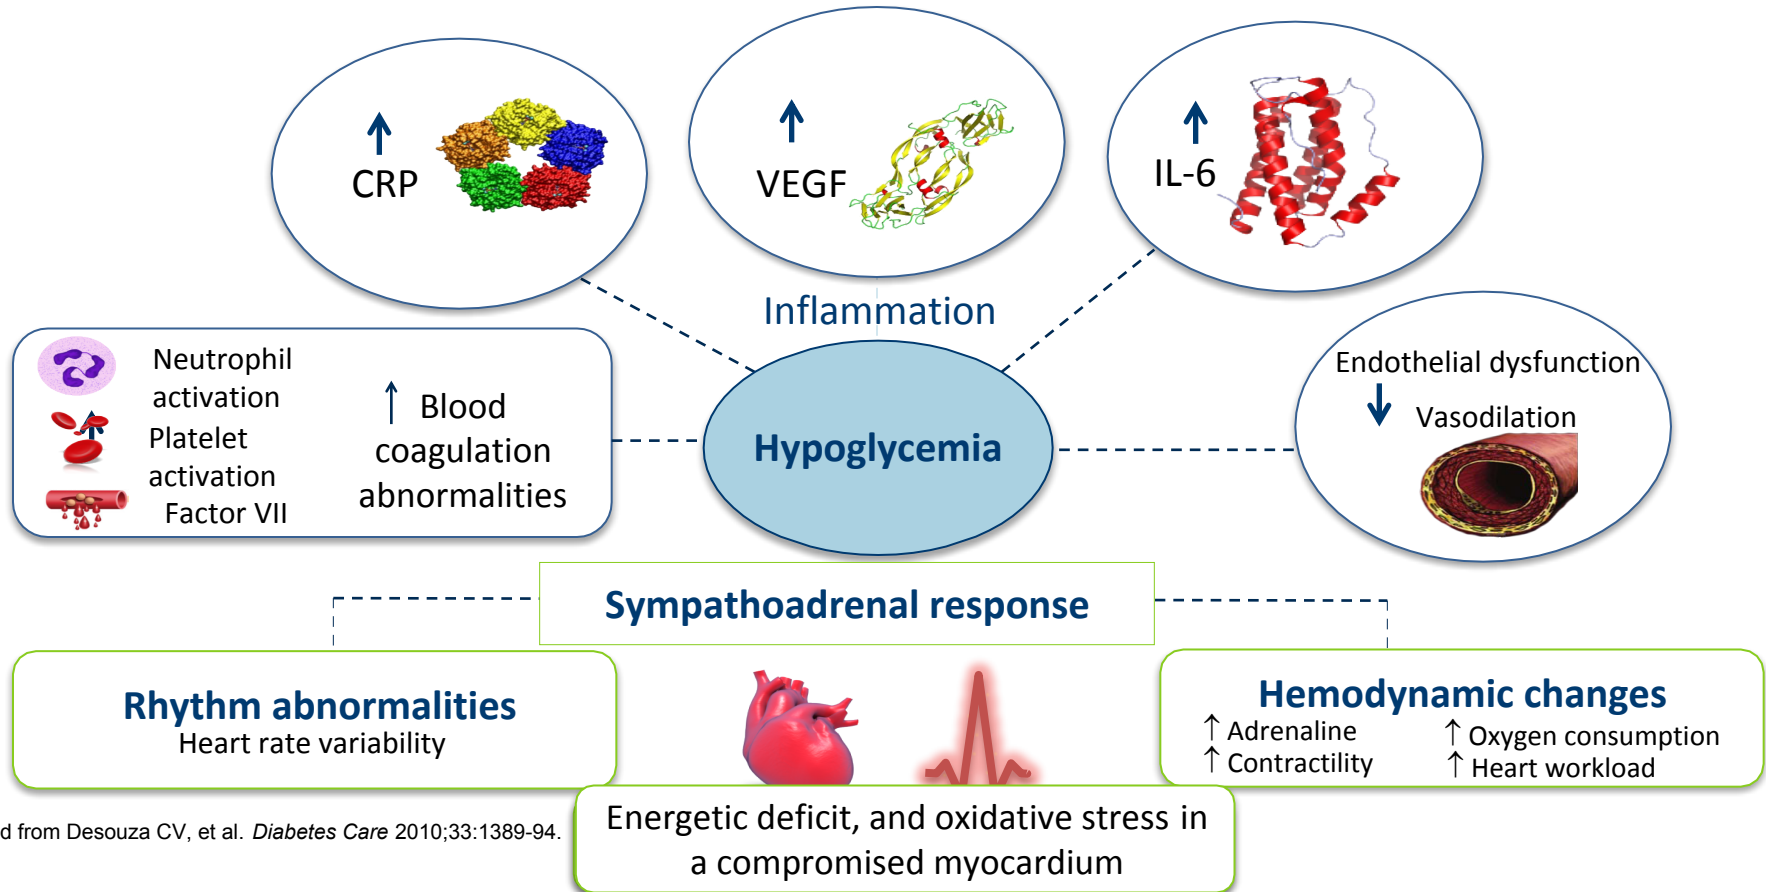 ↑
CRP
↑
VEGF
↑
IL-6
Inflammation
Neutrophil
activation
Platelet
activation
Factor VII
↑ Blood
coagulation
abnormalities
Hypoglycemia
Endothelial dysfunction
↓ Vasodilation
Sympathoadrenal response
Rhythm abnormalities
Heart rate variability
Hemodynamic changes
↑ Adrenaline
↑ Contractility
↑ Oxygen consumption
↑ Heart workload
Energetic deficit, and oxidative stress in
a compromised myocardium
from Desouza CV, et al. Diabetes Care 2010;33:1389-94.